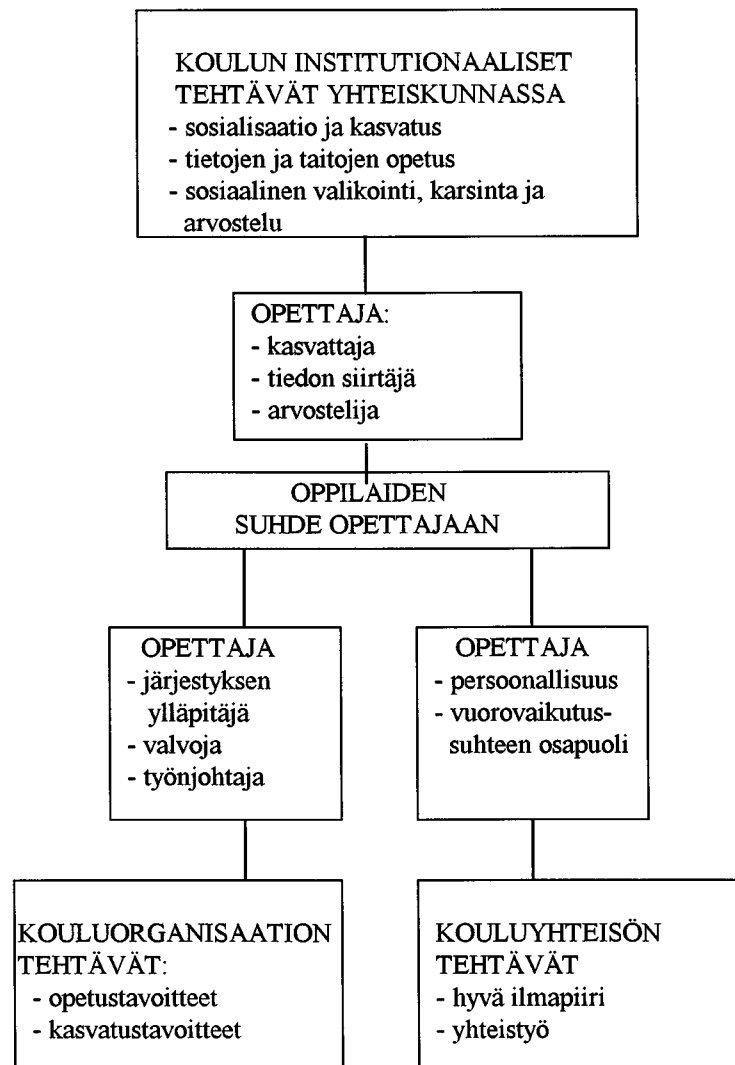 KOULUN INSTITUTIONAALISET
TEHTÄVÄT YHTEISKUNNASSA
- sosialisaatio ja kasvatus
- tietojen ja taitojen opetus
- sosiaalinen valikointi, karsinta ja
arvostelu
OPETTAJA:
- kasvattaja
- tiedon siirtäjä
- arvostelija
OPPILAIDEN
SUHDE OPETTAJAAN
OPETTAJA
- järjestyksen
ylläpitäjä
- valvoja
- työnjohtaja
OPETTAJA
- persoonallisuus
- vuorovaikutus-
suhteen osapuoli
KOULUORGANISAATION
TEHTÄVÄT:
- opetustavoitteet
- kasvatustavoitteet
KOULUYHTEISÖN
TEHTÄVÄT
- hyvä ilmapiiri
- yhteistyö